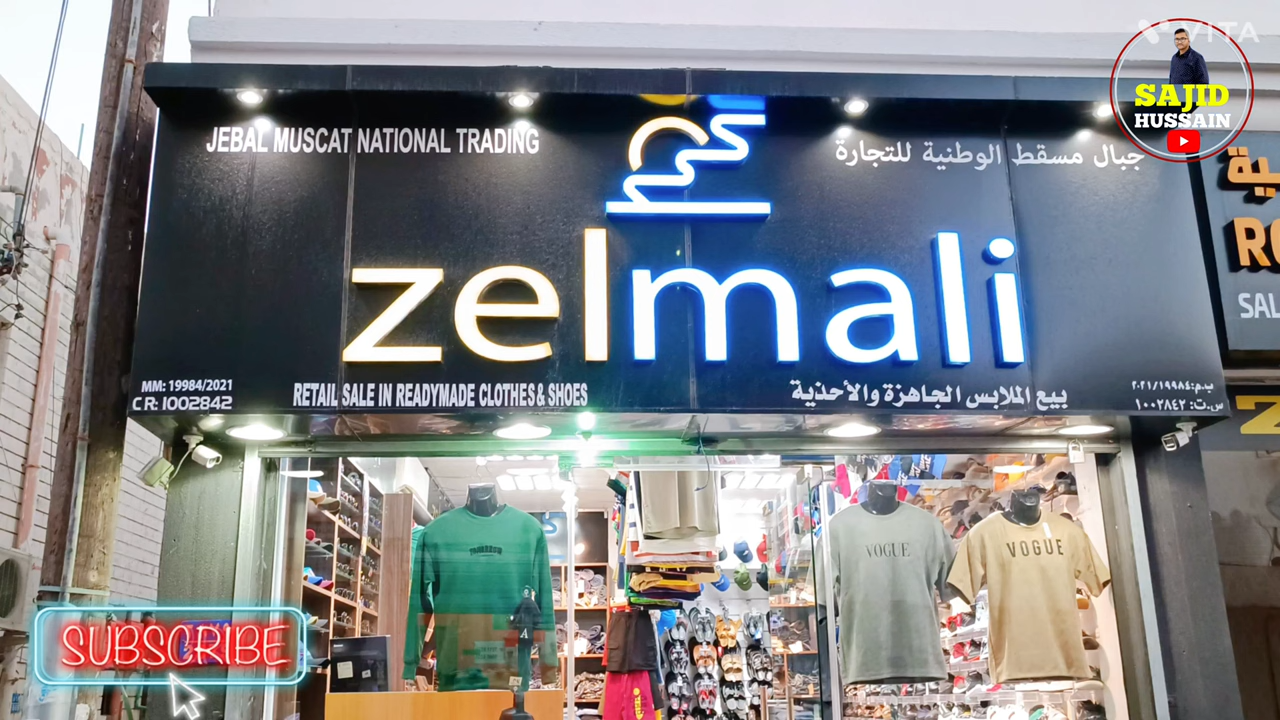 VITA
SAJID
HUSSAIN
JEBAL MUSCAT NATIONAL TRADING
جبال مسقط الوطنية للتجارة
zelmali
MM: 19984/2021
CR: 1002842
RETAIL SALE IN READYMADE CLOTHES & SHOES
بيع الملابس الجاهزة والأحذية
ب.م: ٢٠٢١/١٩٩٨٤
س.ت: ١٠٠٢٨٤٢
SUBSCRIBE
VOGUE
VOGUE